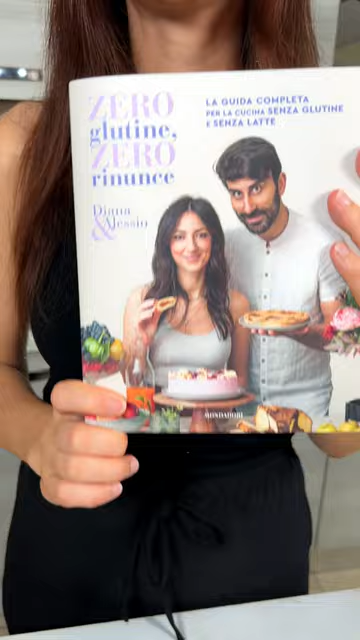 ZERO
glutine,
ZERO
rinunce
Diana
& Alessio
LA GUIDA COMPLETA
PER LA CUCINA SENZA GLUTINE
E SENZA LATTE
MONDADORI